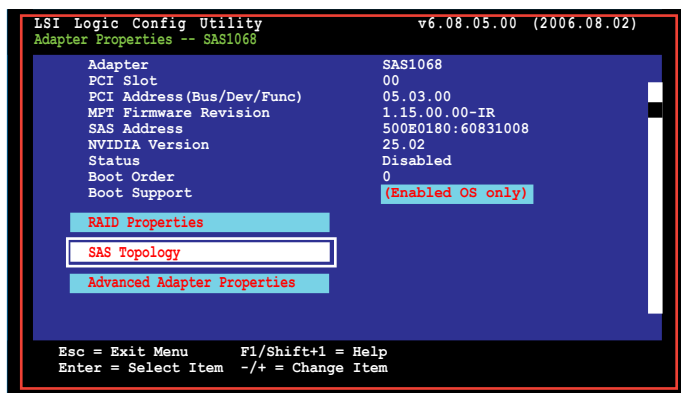 LSI Logic Config Utility v6.08.05.00 (2006.08.02)
Adapter Properties -- SAS1068
Adapter SAS1068
PCI Slot 00
PCI Address(Bus/Dev/Func) 05.03.00
MPT Firmware Revision 1.15.00.00-IR
SAS Address 500E0180:60831008
NVIDIA Version 25.02
Status Disabled
Boot Order 0
Boot Support (Enabled OS only)
RAID Properties
SAS Topology
Advanced Adapter Properties
Esc = Exit Menu F1/Shift+1 = Help
Enter = Select Item -/+ = Change Item